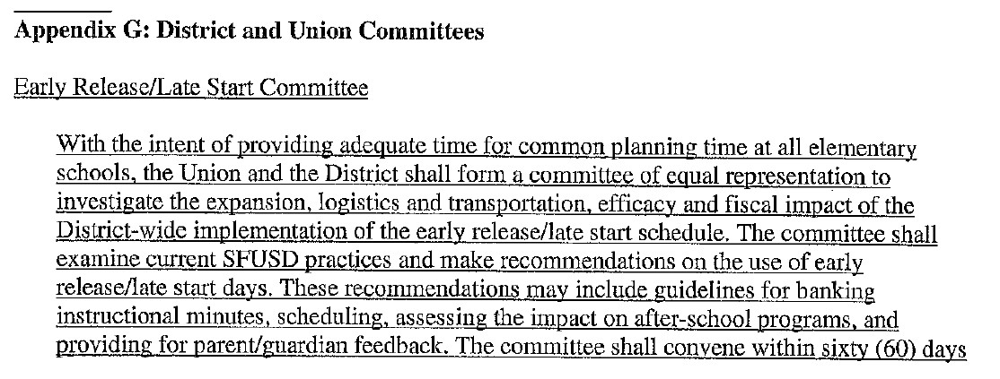 Appendix G: District and Union Committees
Early Release/Late Start Committee
With the intent of providing adequate time for common planning time at all elementary
schools, the Union and the District shall form a committee of equal representation to
investigate the expansion, logistics and transportation, efficacy and fiscal impact of the
District-wide implementation of the early release/late start schedule. The committee shall
examine current SFUSD practices and make recommendations on the use of early
release/late start days. These recommendations may include guidelines for banking
instructional minutes, scheduling, assessing the impact on after-school programs, and
providing for parent/guardian feedback. The committee shall convene within sixty (60) days